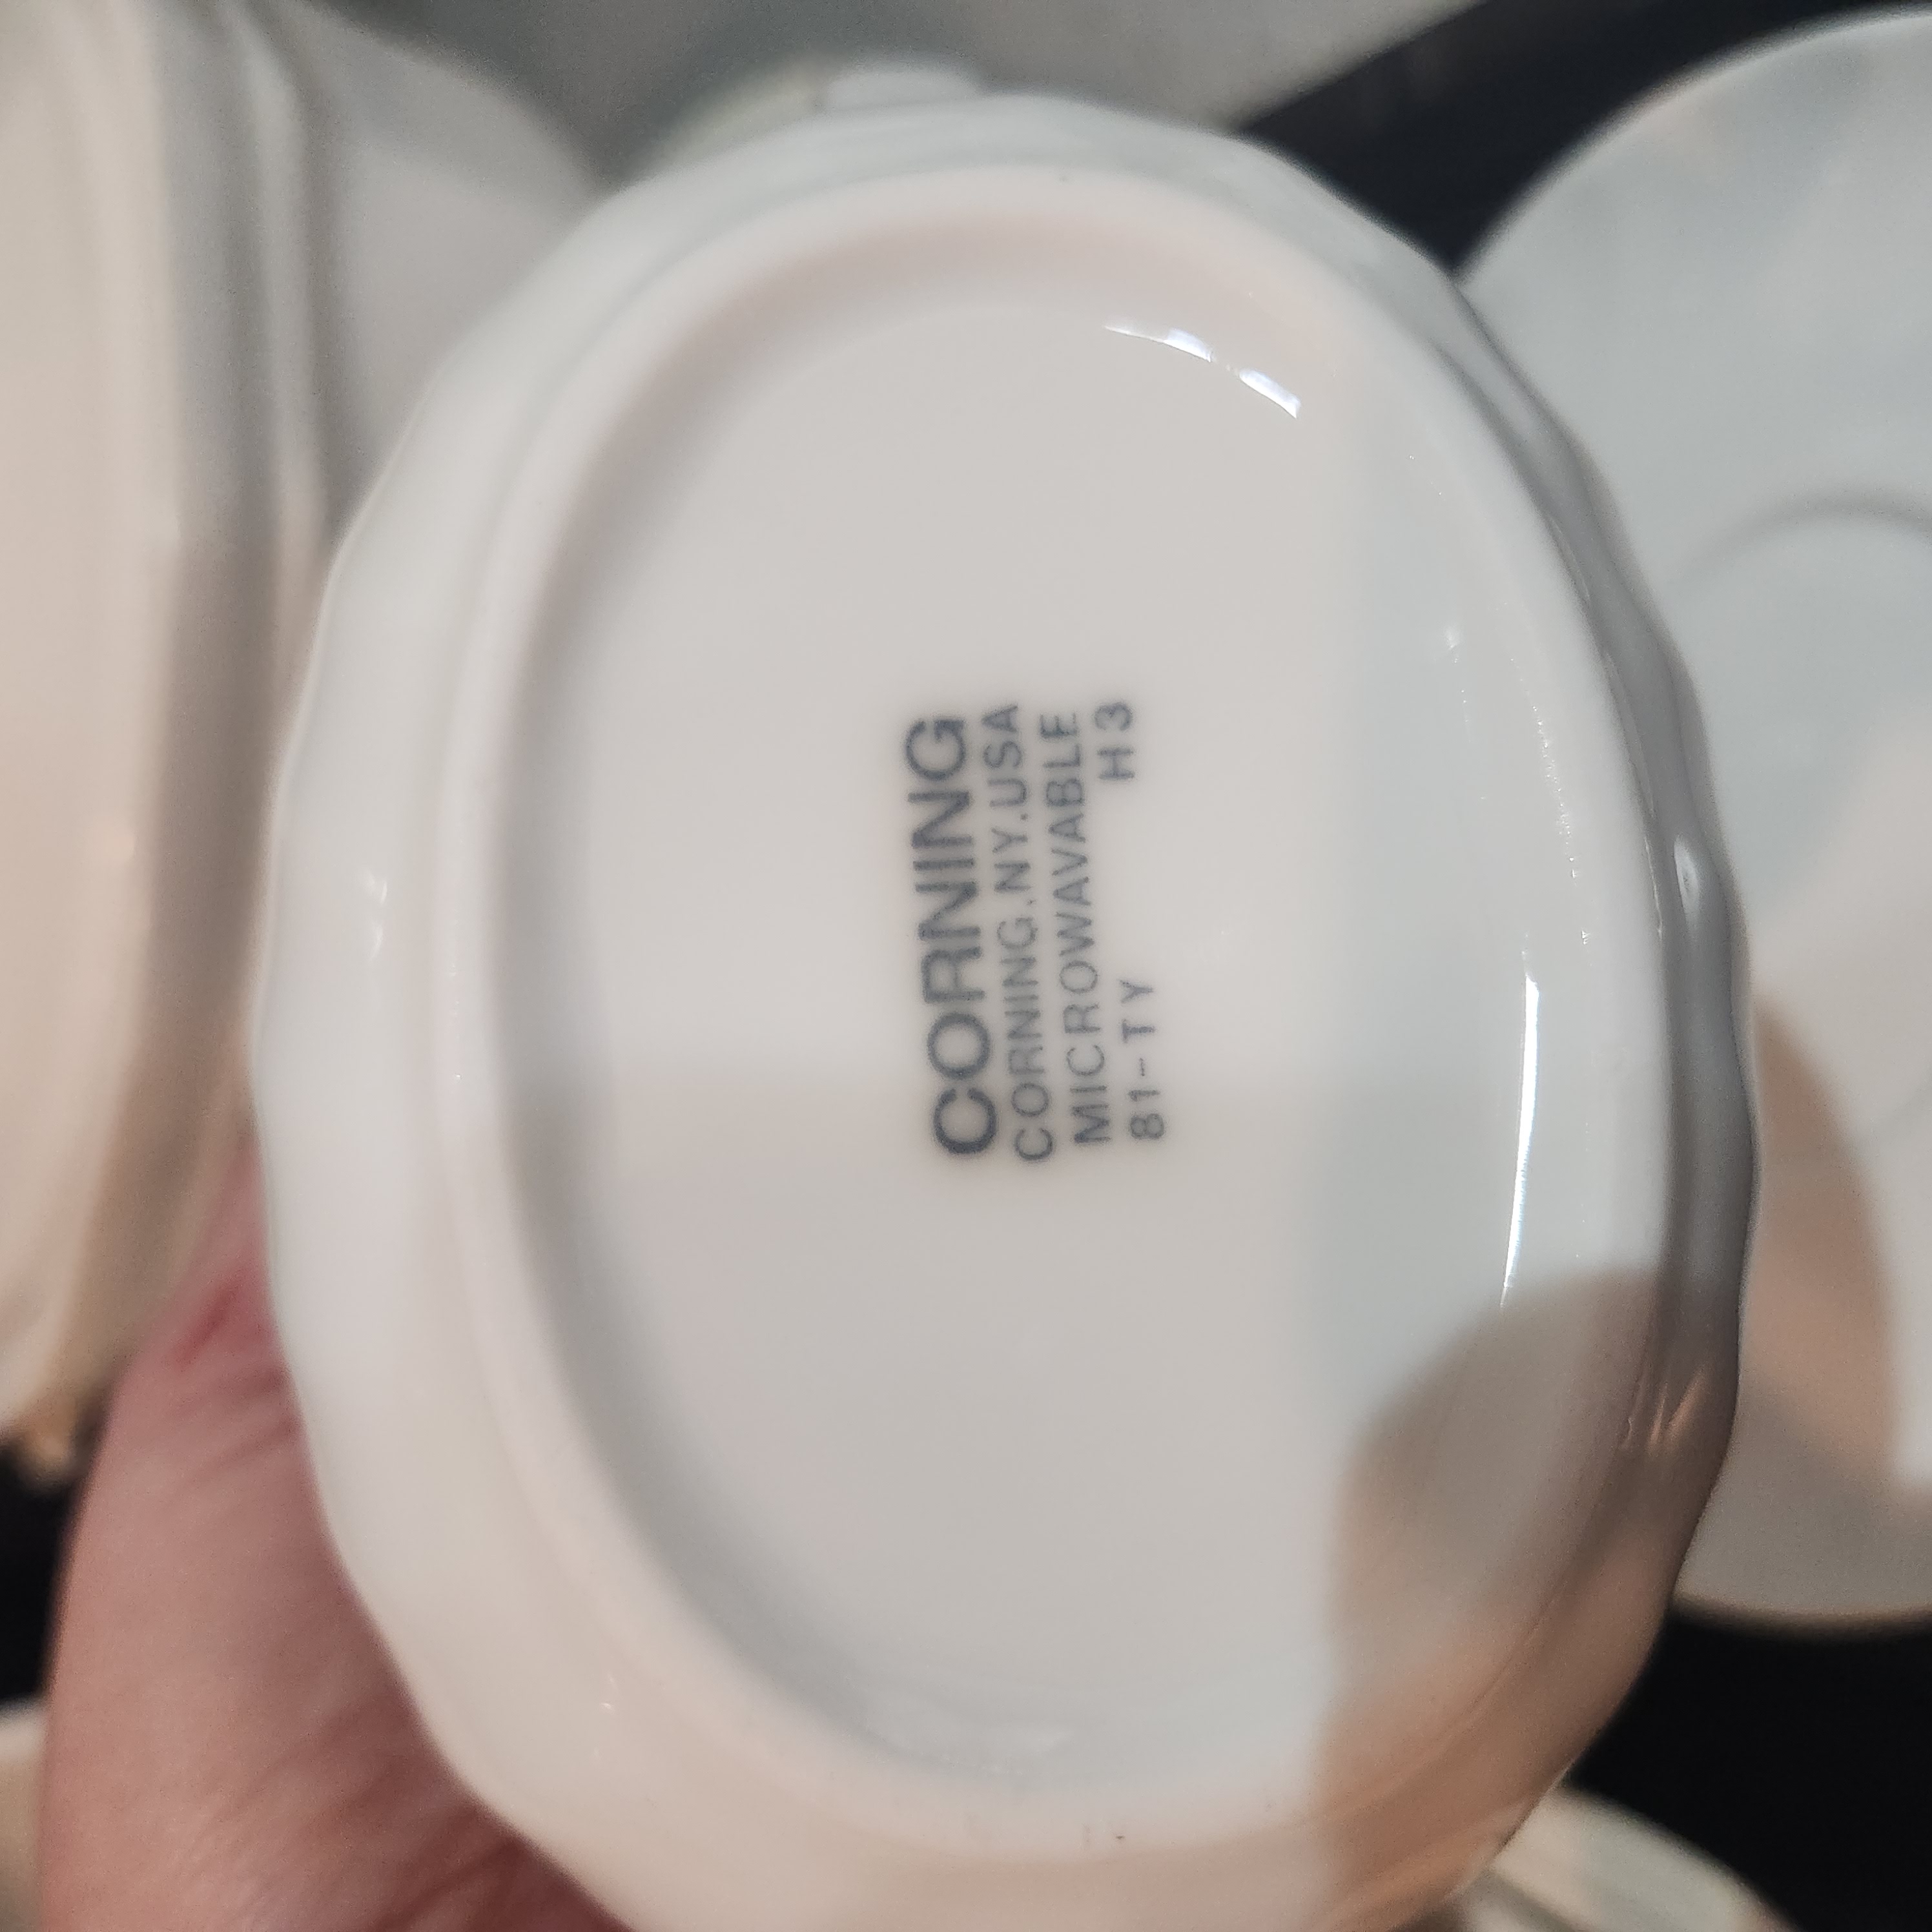 CORNING
CORNING, NY. USA
MICROWAVABLE
81-TY H3